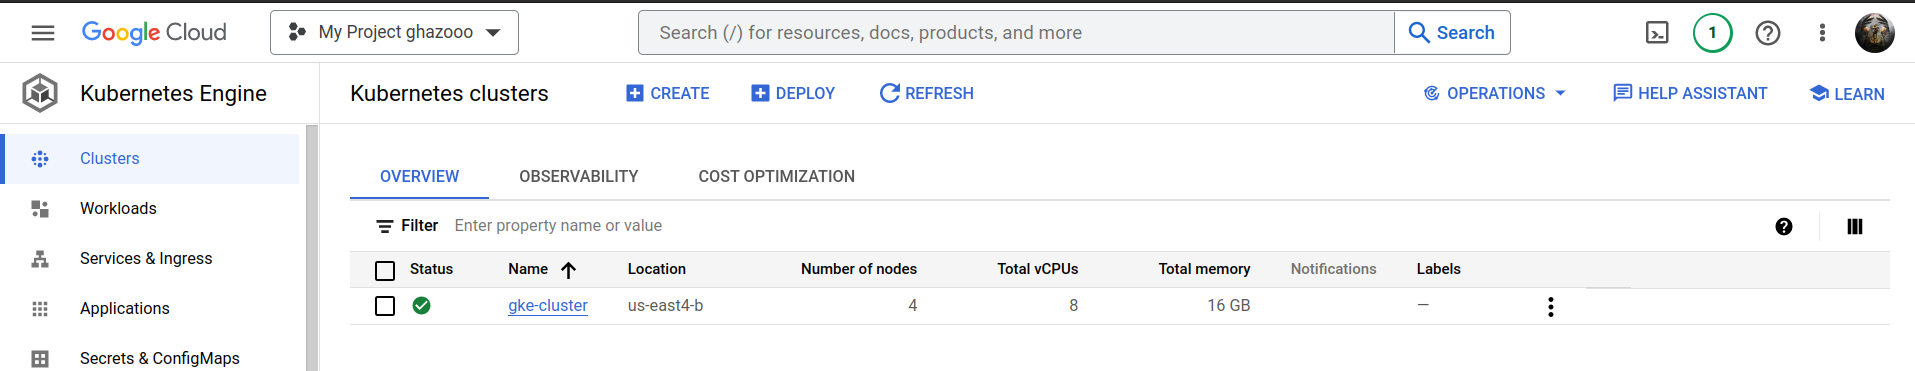 Google Cloud
My Project ghazooo
Search (/) for resources, docs, products, and more
Search
1
Kubernetes Engine
Kubernetes clusters
CREATE
DEPLOY
REFRESH
OPERATIONS
HELP ASSISTANT
LEARN
Clusters
Workloads
Services & Ingress
Applications
Secrets & ConfigMaps
OVERVIEW
OBSERVABILITY
COST OPTIMIZATION
Filter Enter property name or value
Status Name Location Number of nodes Total vCPUs Total memory Notifications Labels
gke-cluster us-east4-b 4 8 16 GB —